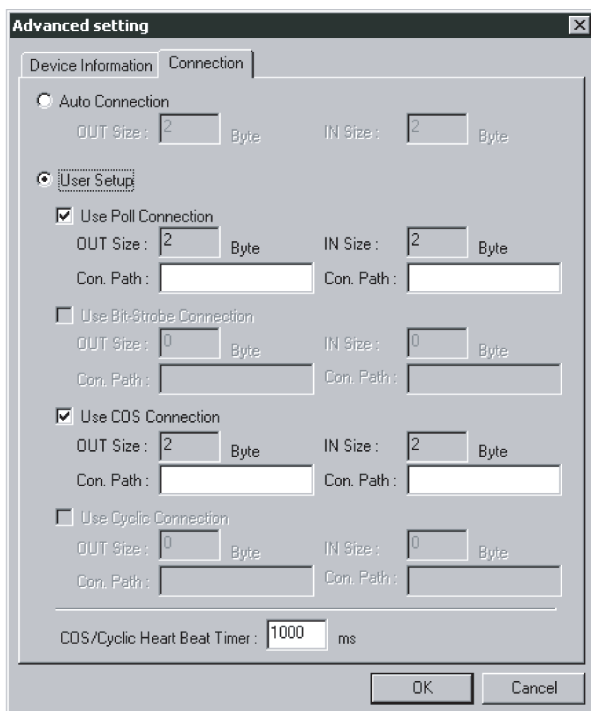 Advanced setting
Device Information Connection
Auto Connection
OUT Size : 2 Byte IN Size : 2 Byte
User Setup
Use Poll Connection
OUT Size : 2 Byte IN Size : 2 Byte
Con. Path : Con. Path :
Use Bit-Strobe Connection
OUT Size : 0 Byte IN Size : 0 Byte
Con. Path : Con. Path :
Use COS Connection
OUT Size : 2 Byte IN Size : 2 Byte
Con. Path : Con. Path :
Use Cyclic Connection
OUT Size : 0 Byte IN Size : 0 Byte
Con. Path : Con. Path :
COS/Cyclic Heart Beat Timer : 1000 ms
OK Cancel